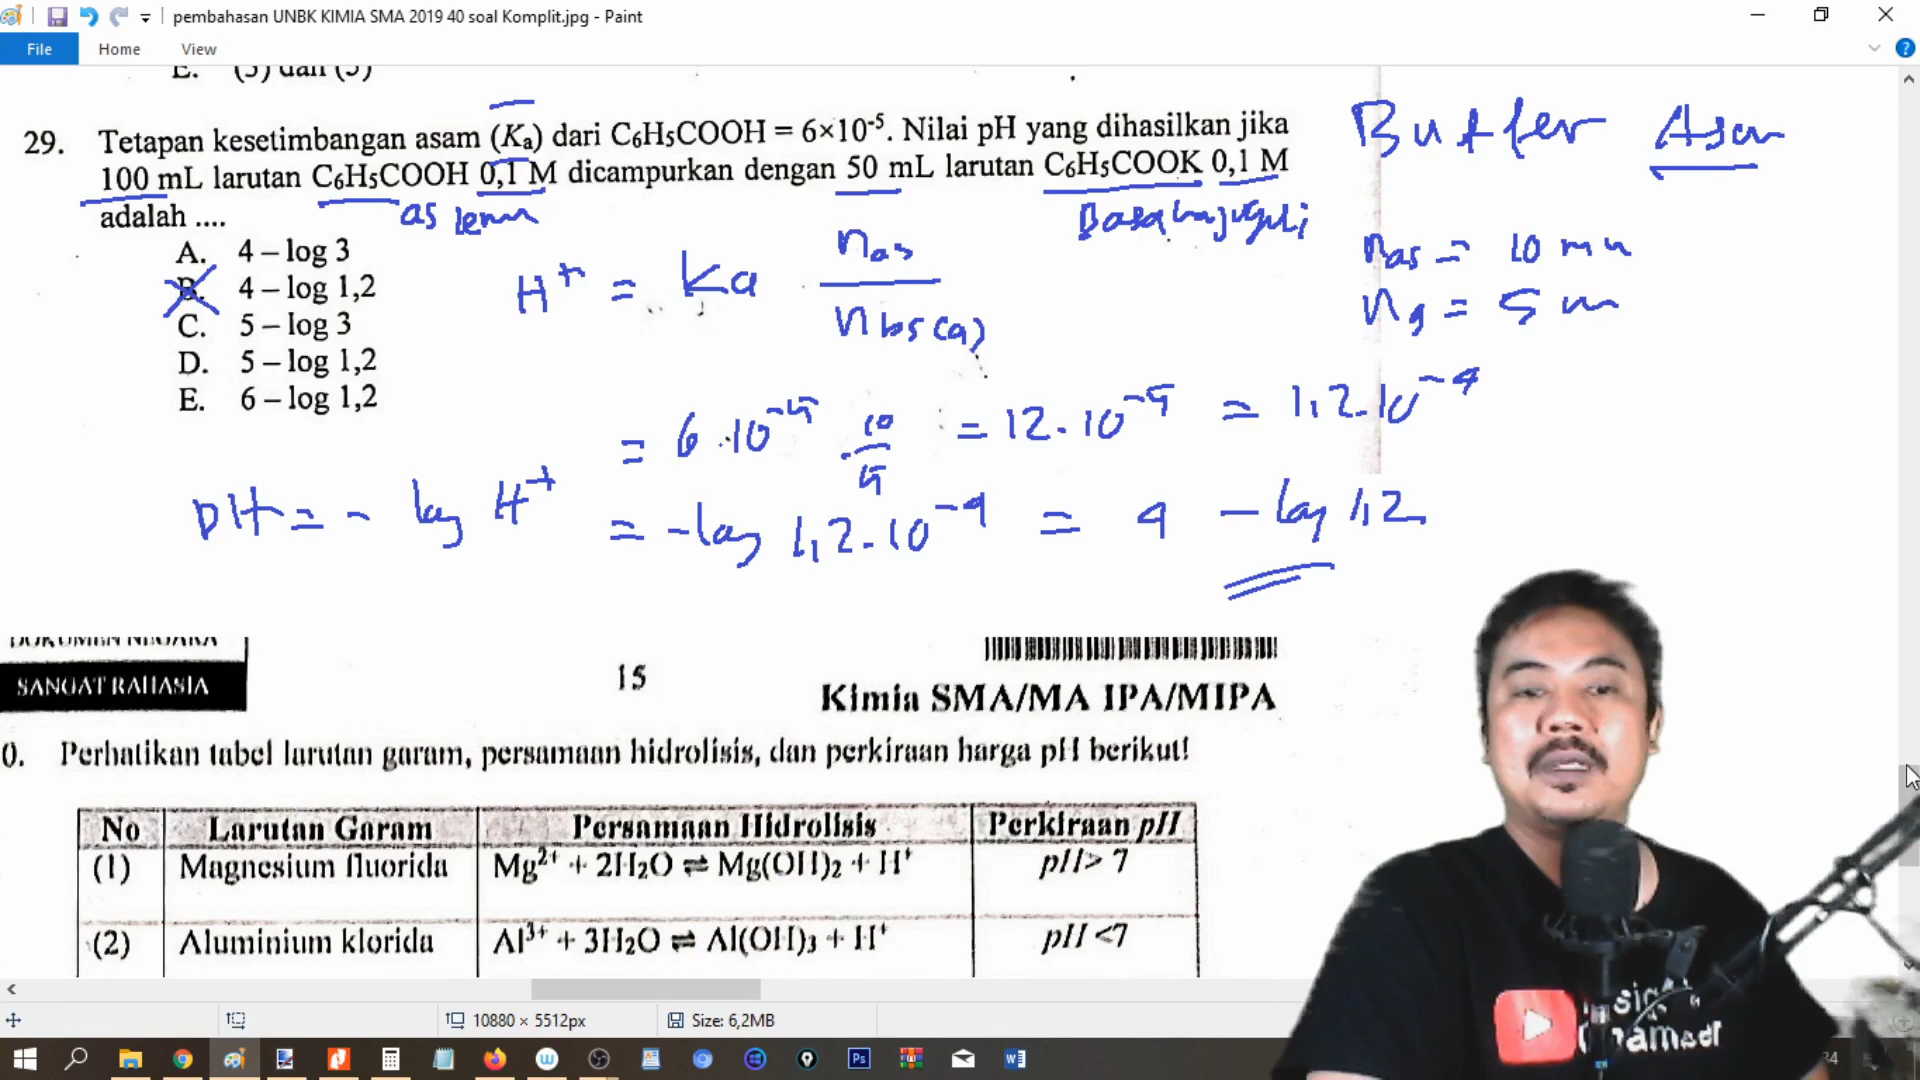 pembahasan UNBK KIMIA SMA 2019 40 soal Komplit.jpg - Paint
File Home View
E. (3) dan (5)
29. Tetapan kesetimbangan asam (Kₐ) dari C₆H₅COOH = 6×10⁻⁵. Nilai pH yang dihasilkan jika
100 mL larutan C₆H₅COOH 0,1 M dicampurkan dengan 50 mL larutan C₆H₅COOK 0,1 M
adalah ....
A. 4 – log 3
B. 4 – log 1,2
C. 5 – log 3
D. 5 – log 1,2
E. 6 – log 1,2
Buffer Asam
as lemah
Basa konjugasi
H⁺ = Ka nas / nbs(g)
nas = 10 mm
ng = 5 m
= 6 . 10⁻⁵ . 10/5 = 12 . 10⁻⁵ = 1,2 . 10⁻⁴
pH = - log H⁺ = -log 1,2 . 10⁻⁴ = 4 - log 1,2
DOKUMEN NEGARA
SANGAT RAHASIA
15
Kimia SMA/MA IPA/MIPA
0. Perhatikan tabel larutan garam, persamaan hidrolisis, dan perkiraan harga pH berikut!
No Larutan Garam Persamaan Hidrolisis Perkiraan pH
(1) Magnesium fluorida Mg²⁺ + 2H₂O ⇌ Mg(OH)₂ + H⁺ pH> 7
(2) Aluminium klorida Al³⁺ + 3H₂O ⇌ Al(OH)₃ + H⁺ pH <7
10880 × 5512px Size: 6,2MB